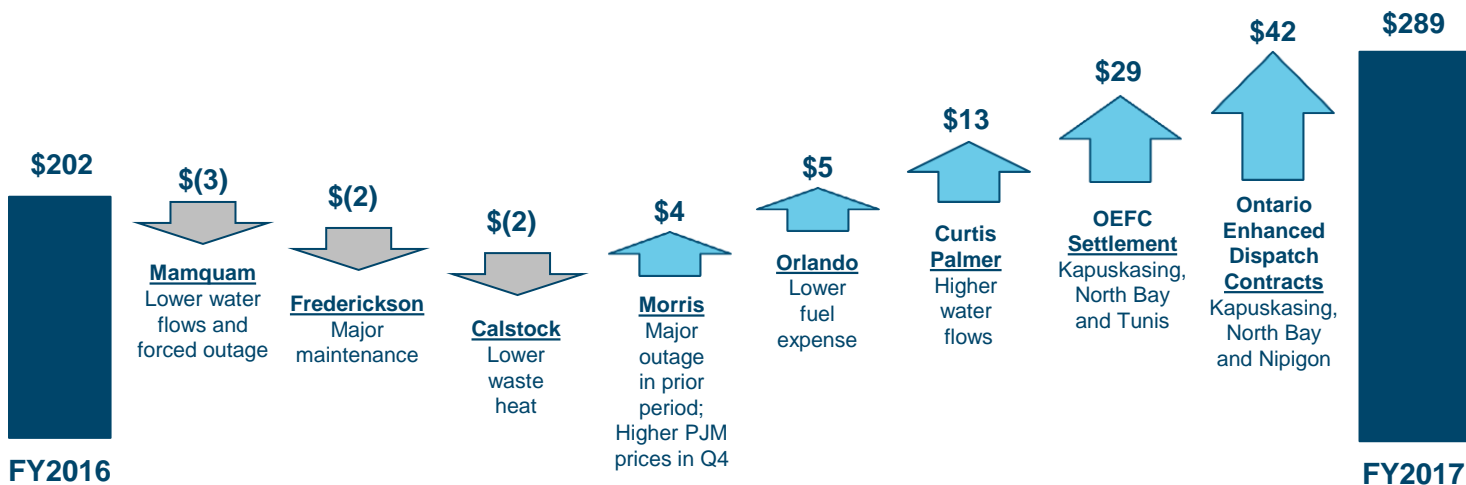 $202
FY2016
$(3)
Mamquam
Lower water
flows and
forced outage
$(2)
Frederickson
Major
maintenance
$(2)
Calstock
Lower
waste
heat
$4
Morris
Major
outage
in prior
period;
Higher PJM
prices in Q4
$5
Orlando
Lower
fuel
expense
$13
Curtis
Palmer
Higher
water
flows
$29
OEFC
Settlement
Kapuskasing,
North Bay
and Tunis
$42
Ontario
Enhanced
Dispatch
Contracts
Kapuskasing,
North Bay
and Nipigon
$289
FY2017